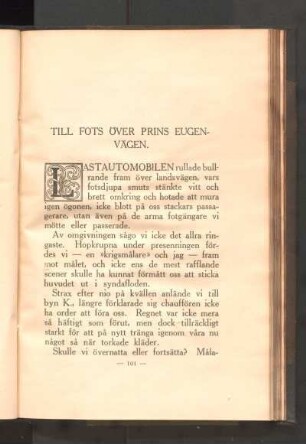 TILL FOTS ÖVER PRINS EUGEN-
VÄGEN.
LASTAUTOMOBILEN rullade bull-
rande fram över landsvägen, vars
fotsdjupa smuts stänkte vitt och
brett omkring och hotade att mura
igen ögonen, icke blott på oss stackars passa-
gerare, utan även på de arma fotgängare vi
mötte eller passerade.
Av omgivningen sågo vi icke det allra rin-
gaste. Hopkrupna under presenningen för-
des vi — en »krigsmålare» och jag — fram
mot målet, och icke ens de mest rafflande
scener skulle ha kunnat förmått oss att sticka
huvudet ut i syndafloden.
Strax efter nio på kvällen anlände vi till
byn K., längre förklarade sig chauffören icke
ha order att föra oss. Regnet var icke mera
så häftigt som förut, men dock tillräckligt
starkt för att på nytt tränga igenom våra nu
något så när torkade kläder.
Skulle vi övernatta eller fortsätta? Måla-
— 101 —